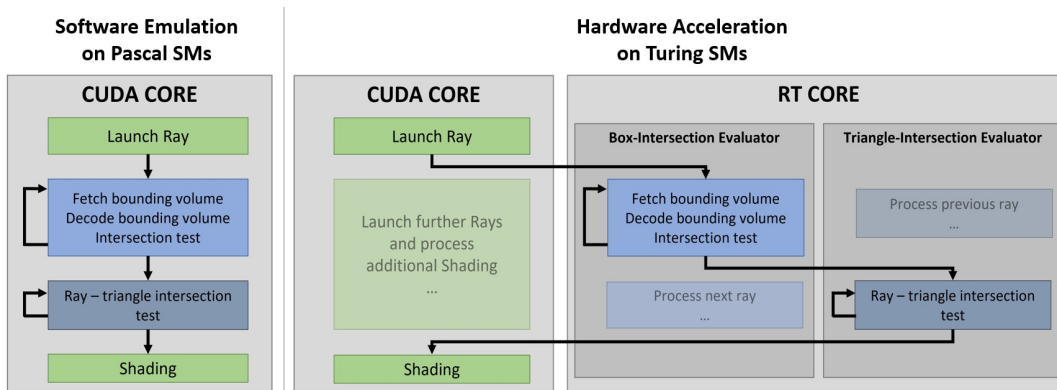 Software Emulation
on Pascal SMs
CUDA CORE
Launch Ray
Fetch bounding volume
Decode bounding volume
Intersection test
Ray – triangle intersection
test
Shading
Hardware Acceleration
on Turing SMs
CUDA CORE
Launch Ray
Launch further Rays
and process
additional Shading
...
Shading
RT CORE
Box-Intersection Evaluator
Fetch bounding volume
Decode bounding volume
Intersection test
Process next ray
...
Triangle-Intersection Evaluator
Process previous ray
...
Ray – triangle intersection
test